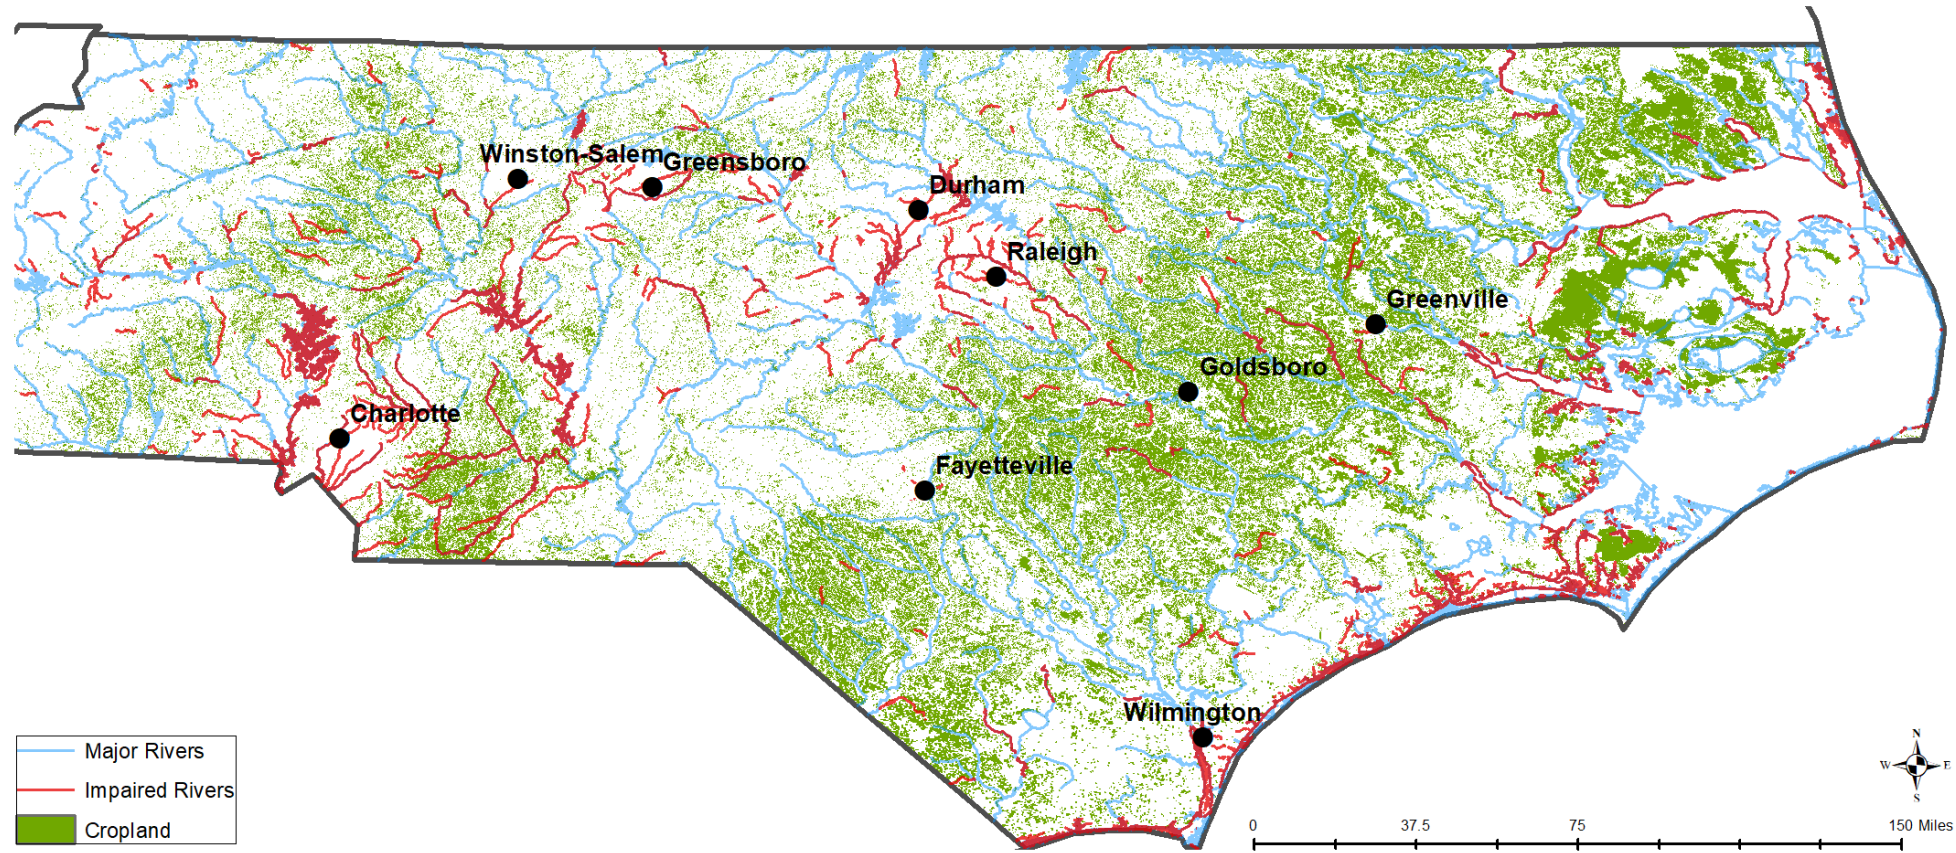 Winston-Salem
Greensboro
Durham
Raleigh
Greenville
Goldsboro
Charlotte
Fayetteville
Wilmington
Major Rivers
Impaired Rivers
Cropland
N
W E
S
0 37.5 75 150 Miles